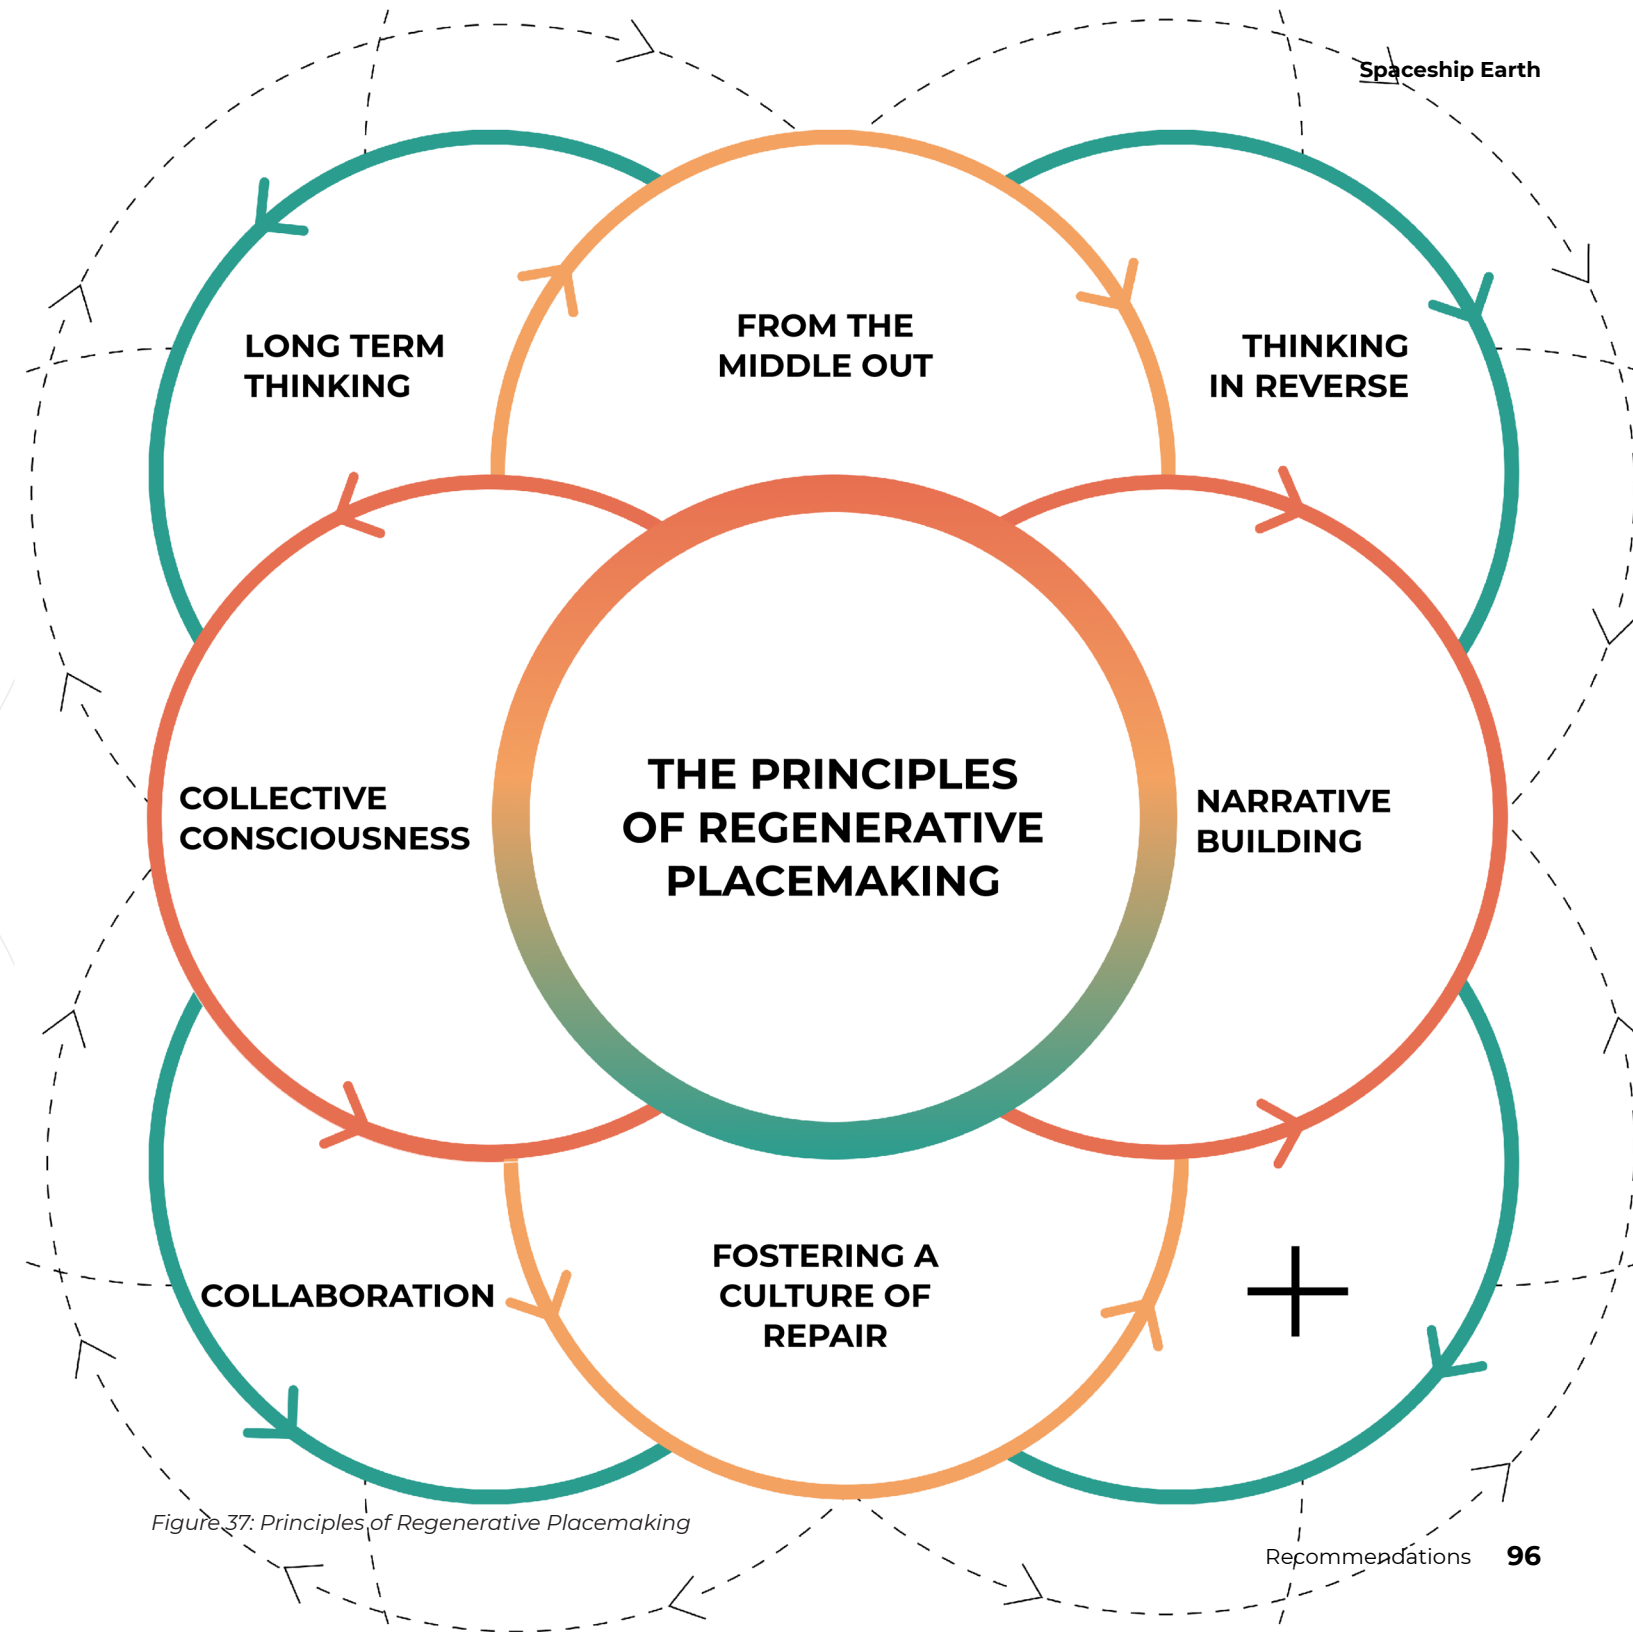 Spaceship Earth
LONG TERM
THINKING
FROM THE
MIDDLE OUT
THINKING
IN REVERSE
COLLECTIVE
CONSCIOUSNESS
THE PRINCIPLES
OF REGENERATIVE
PLACEMAKING
NARRATIVE
BUILDING
COLLABORATION
FOSTERING A
CULTURE OF
REPAIR
+
Figure 37: Principles of Regenerative Placemaking
Recommendations 96